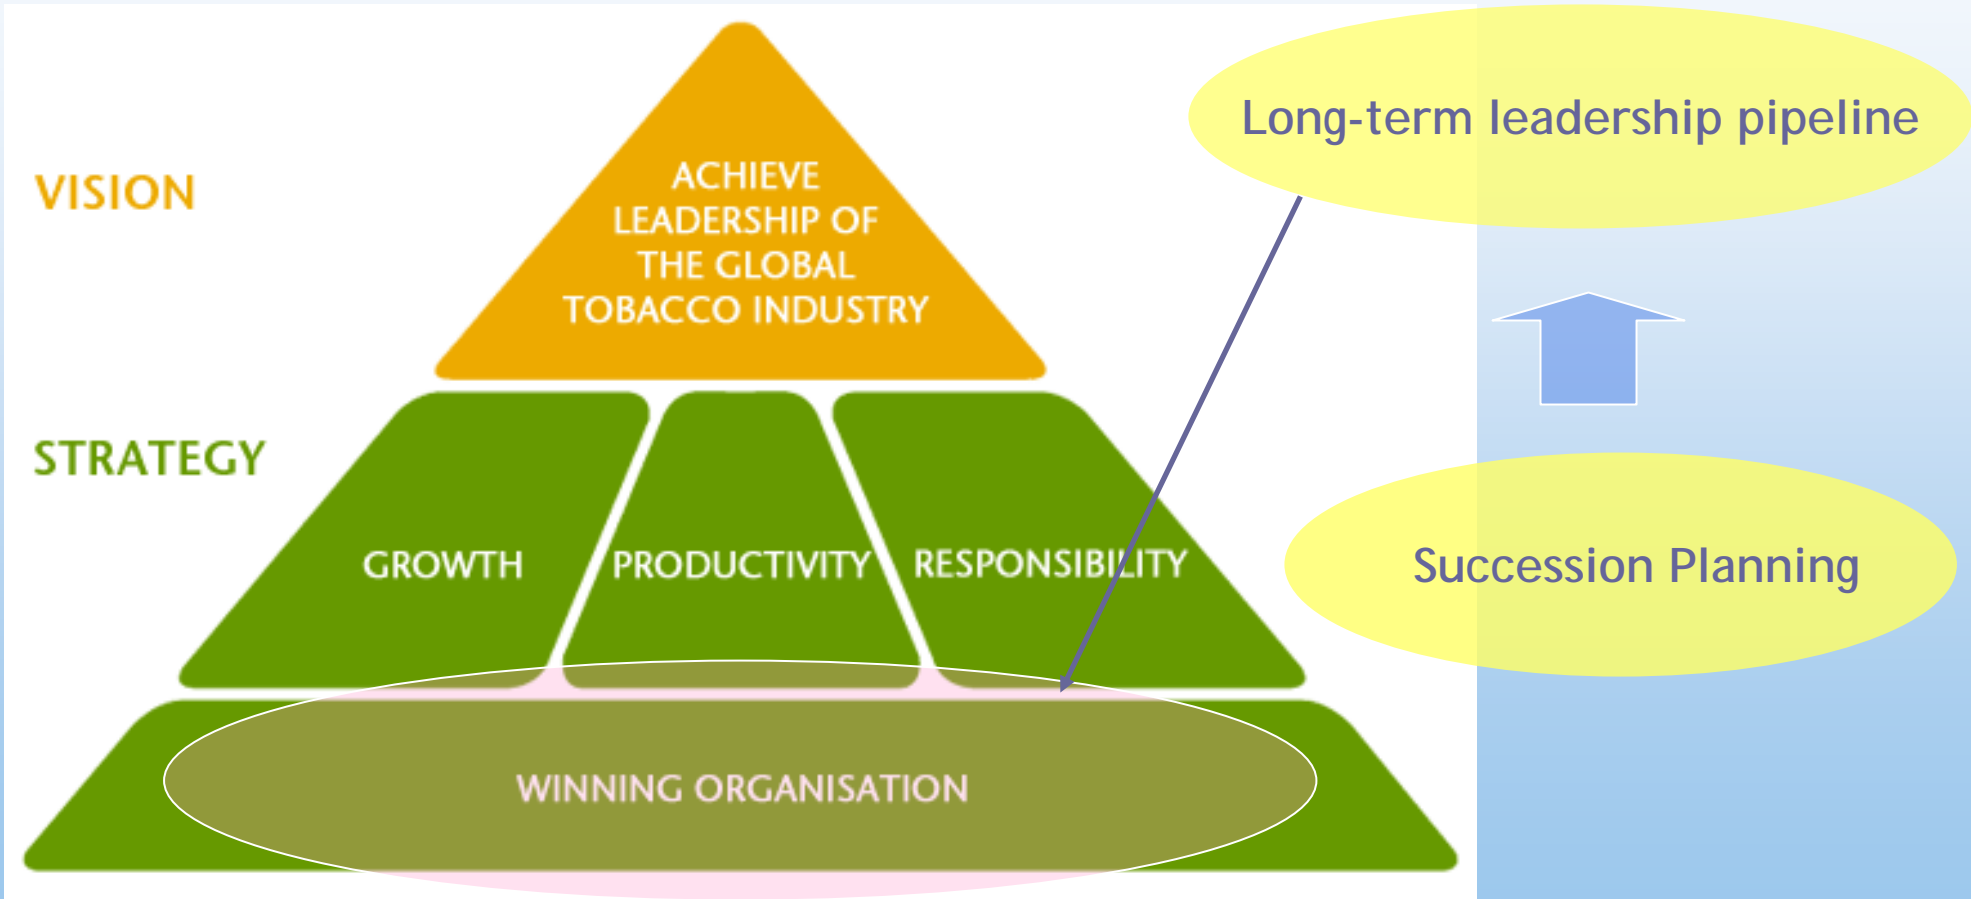 VISION
ACHIEVE
LEADERSHIP OF
THE GLOBAL
TOBACCO INDUSTRY
Long-term leadership pipeline
STRATEGY
GROWTH
PRODUCTIVITY
RESPONSIBILITY
Succession Planning
WINNING ORGANISATION